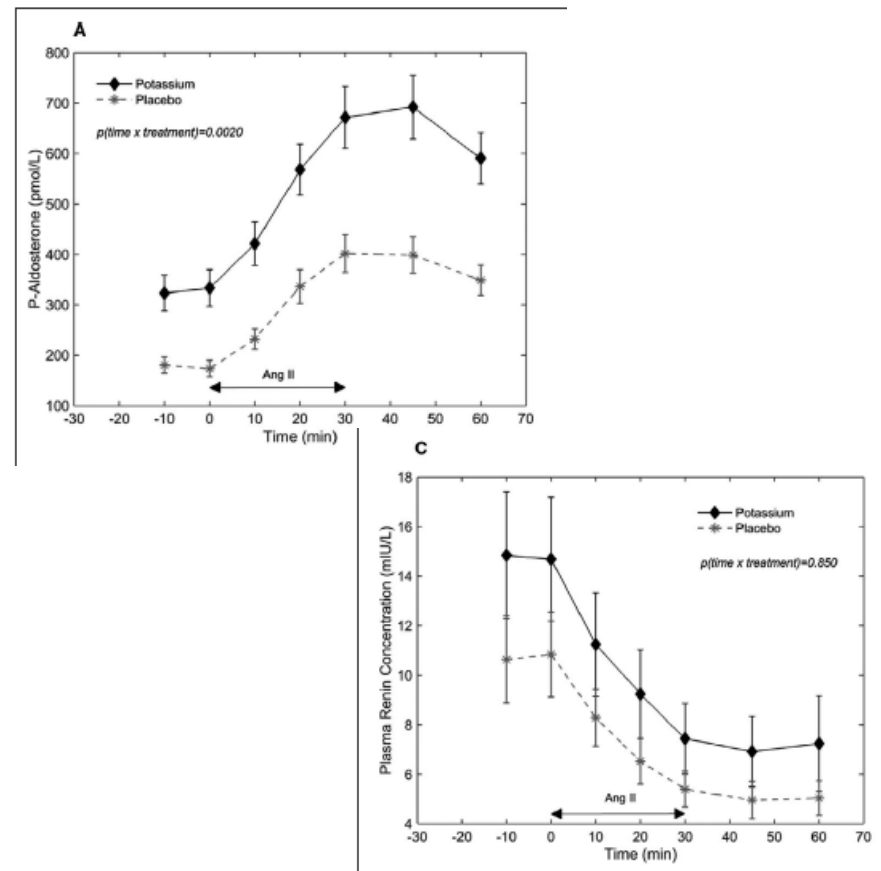 A
800
700
600
500
400
300
200
100
P-Aldosterone (pmol/L)
Potassium
Placebo
p(time x treatment)=0.0020
Ang II
-30 -20 -10 0 10 20 30 40 50 60 70
Time (min)
C
18
16
14
12
10
8
6
4
Plasma Renin Concentration (mIU/L)
Potassium
Placebo
p(time x treatment)=0.850
Ang II
-30 -20 -10 0 10 20 30 40 50 60 70
Time (min)